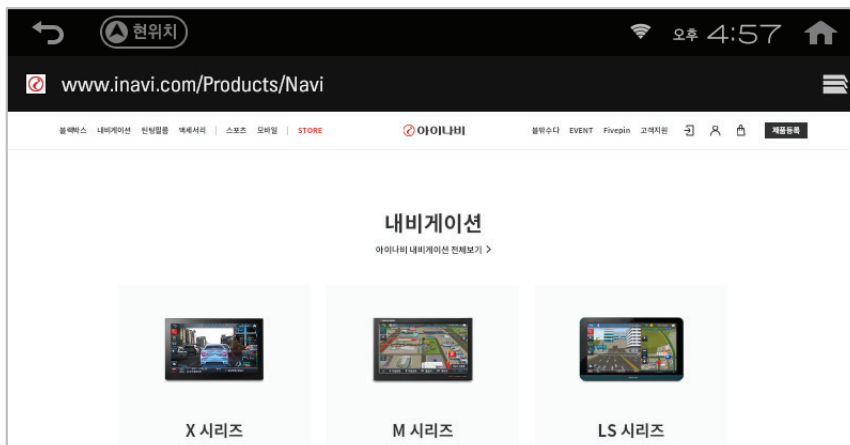 현위치 오후 4:57
www.inavi.com/Products/Navi
블랙박스 내비게이션 틴팅필름 액세서리 | 스포츠 모바일 | STORE 아이나비 블랙수다 EVENT Fivepin 고객지원 제품등록
내비게이션
아이나비 내비게이션 전체보기 >
X 시리즈 M 시리즈 LS 시리즈